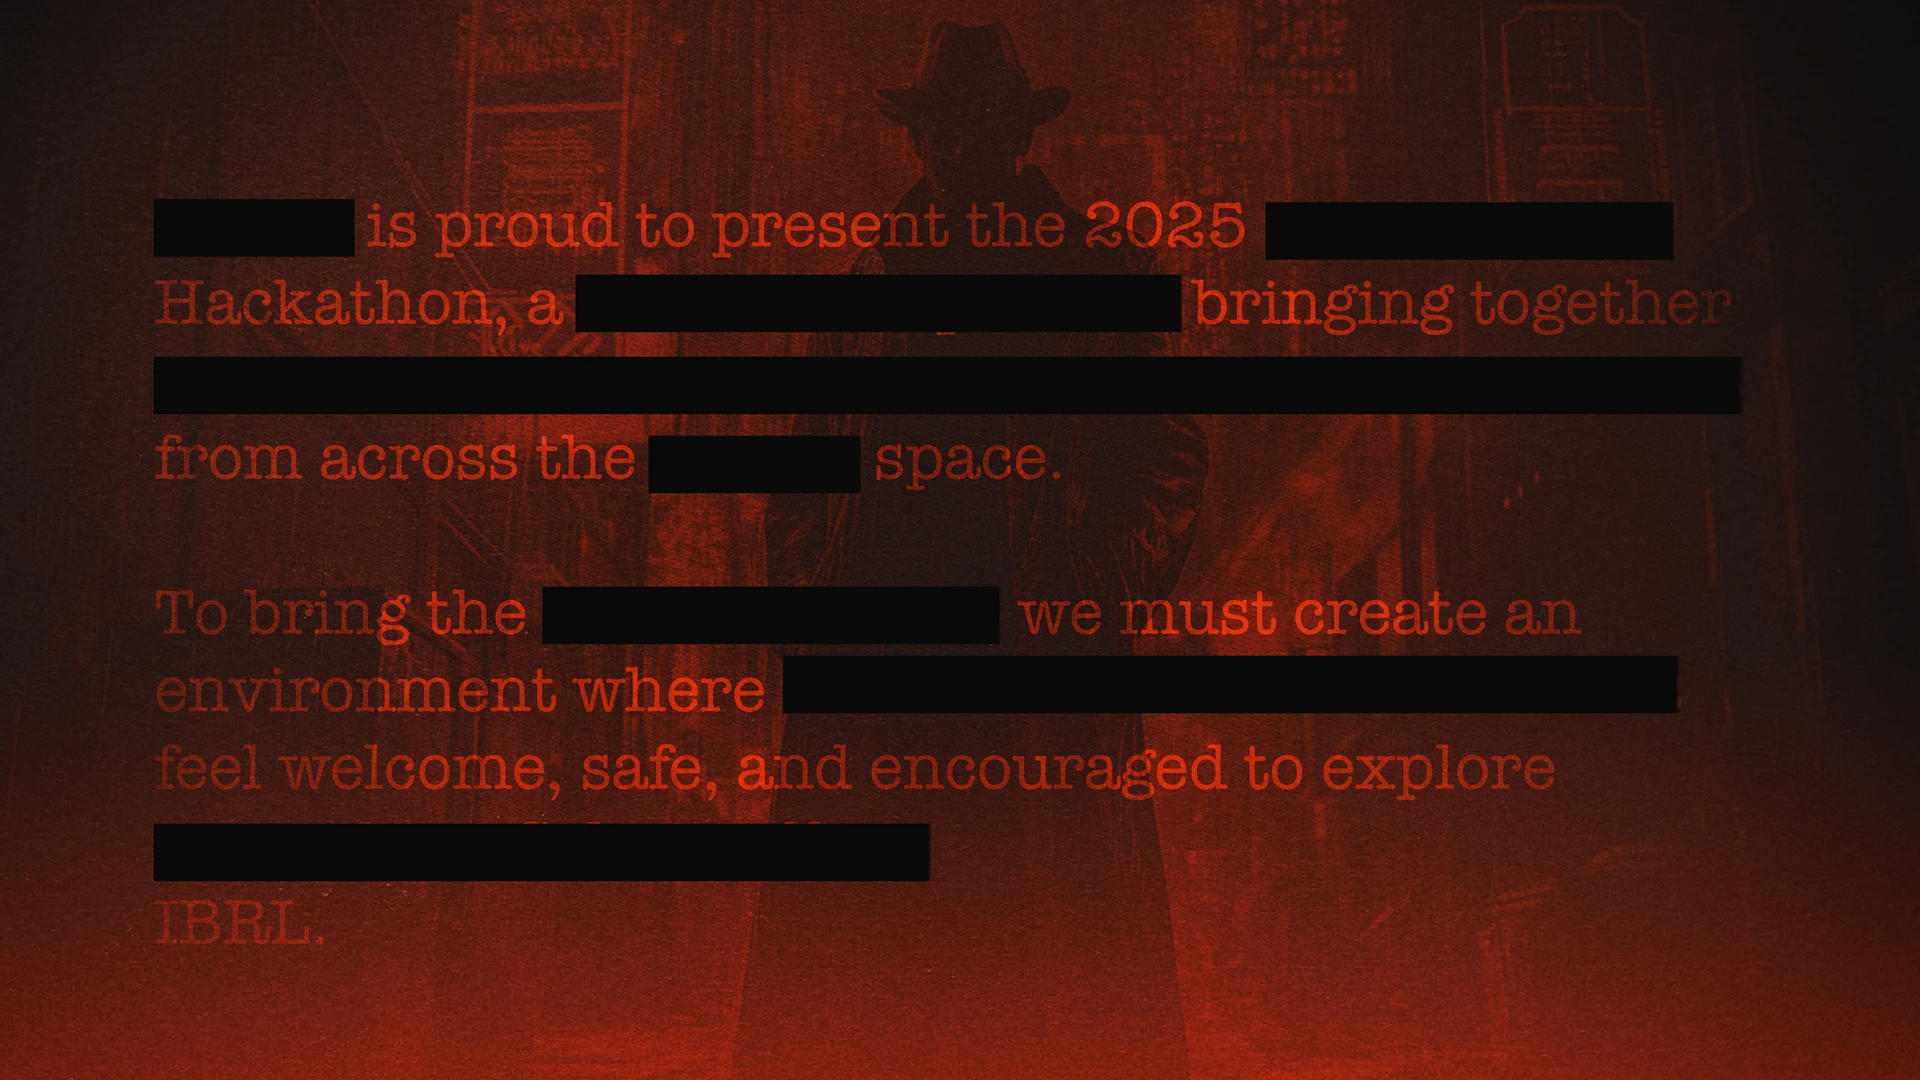 is proud to present the 2025
Hackathon, a bringing together
from across the space.
To bring the we must create an
environment where
feel welcome, safe, and encouraged to explore
IBRL.